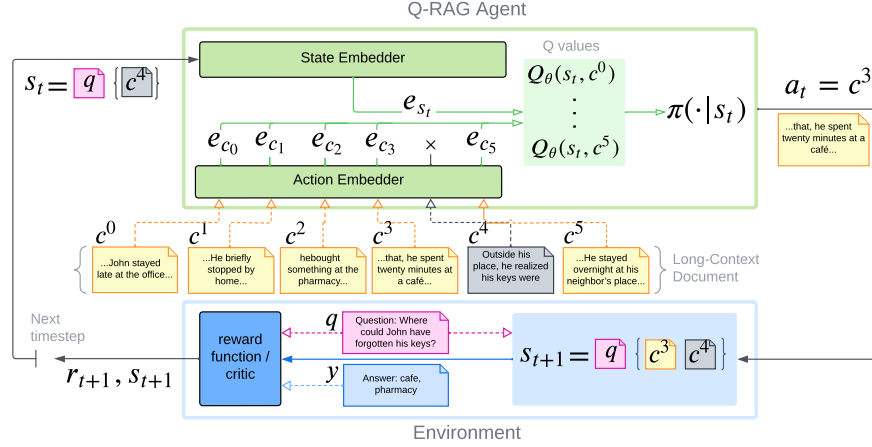 Q-RAG Agent
State Embedder
Q values
s_t = q {c^4}
Q_θ(s_t, c^0)
⋮
Q_θ(s_t, c^5)
e_{s_t}
π(·|s_t)
a_t = c^3
...that, he spent
twenty minutes at a
café...
e_{c_0} e_{c_1} e_{c_2} e_{c_3} × e_{c_5}
Action Embedder
c^0 c^1 c^2 c^3 c^4 c^5
...John stayed
late at the office...
...He briefly
stopped by
home...
hebought
something at the
pharmacy...
...that, he spent
twenty minutes at
a café...
Outside his
place, he realized
his keys were
...He stayed
overnight at his
neighbor's place...
Long-Context
Document
Next
timestep
r_{t+1}, s_{t+1}
reward
function /
critic
q
Question: Where
could John have
forgotten his keys?
y
Answer: cafe,
pharmacy
s_{t+1} = q {c^3 c^4}
Environment